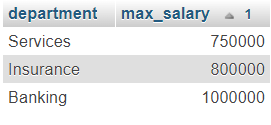 department max_salary 1
Services 750000
Insurance 800000
Banking 1000000